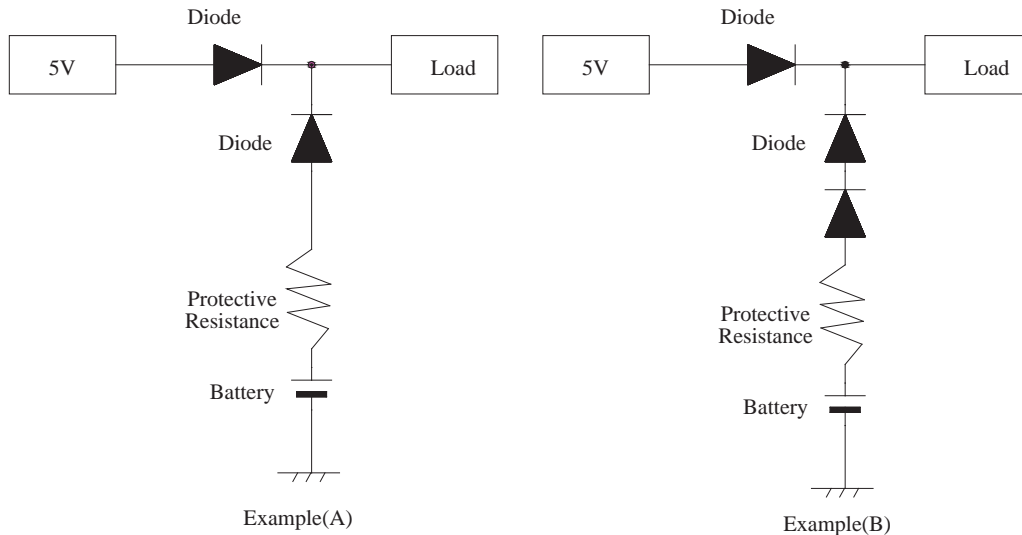 Diode
5V
Load
Diode
Protective
Resistance
Battery
Example(A)
Diode
5V
Load
Diode
Protective
Resistance
Battery
Example(B)